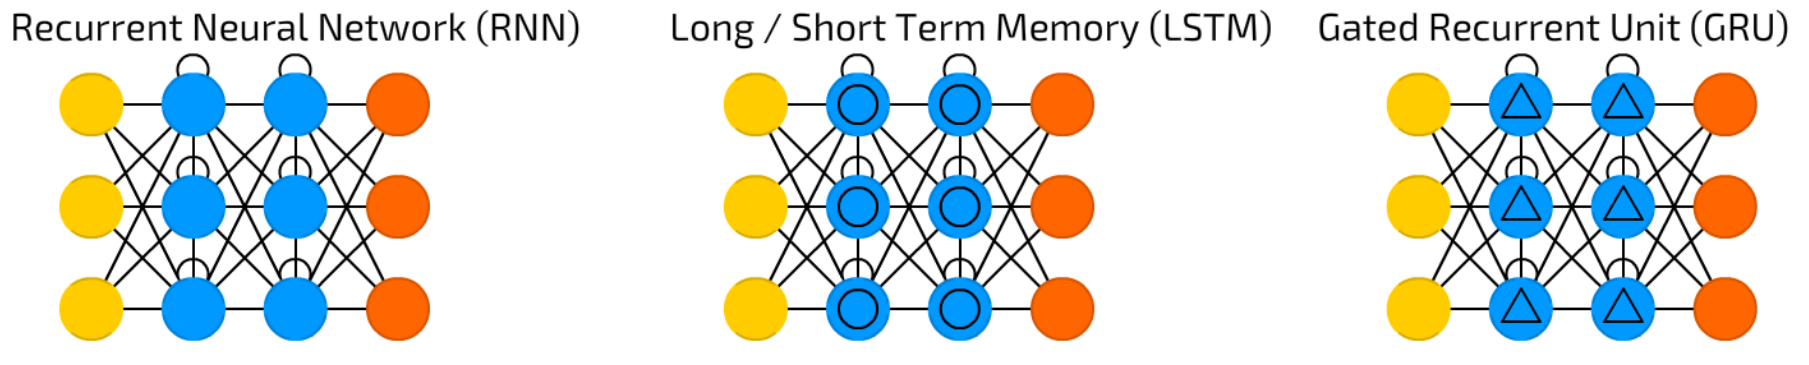 Recurrent Neural Network (RNN)
Long / Short Term Memory (LSTM)
Gated Recurrent Unit (GRU)